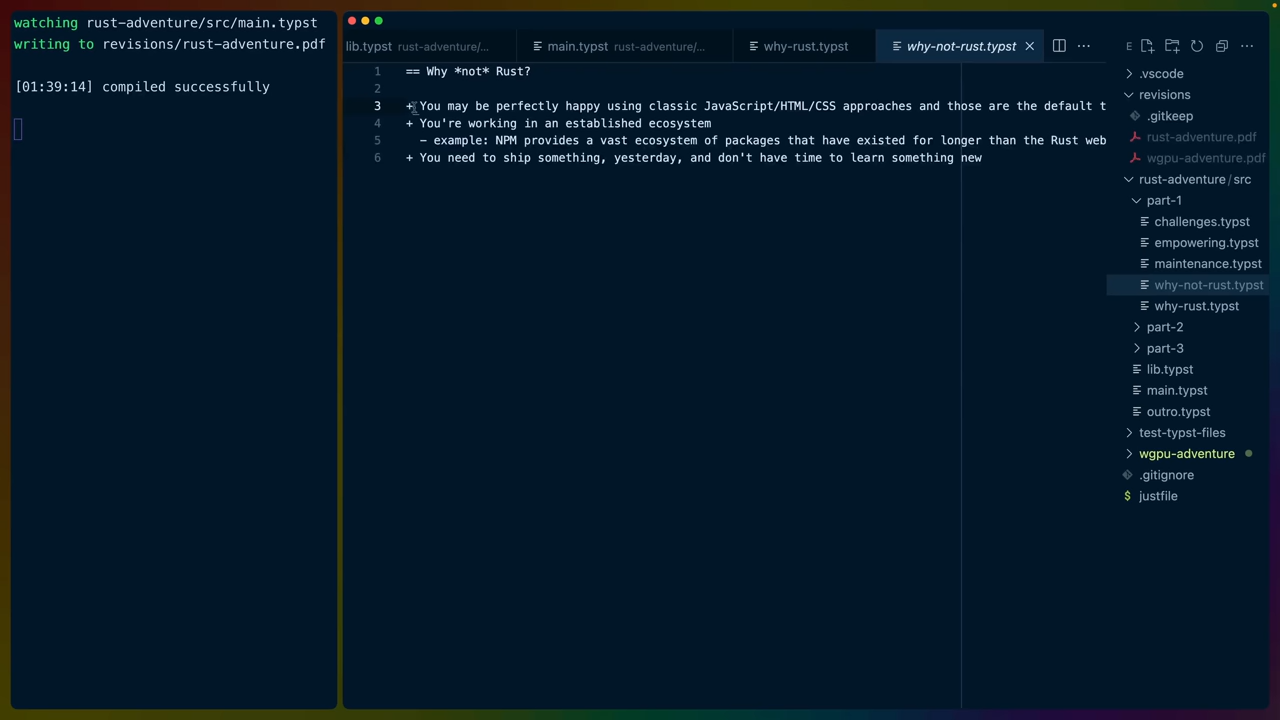 watching rust-adventure/src/main.typst
writing to revisions/rust-adventure.pdf
[01:39:14] compiled successfully
lib.typst rust-adventure/...
main.typst rust-adventure/...
why-rust.typst
why-not-rust.typst
1 == Why *not* Rust?
2
3 + You may be perfectly happy using classic JavaScript/HTML/CSS approaches and those are the default t
4 + You're working in an established ecosystem
5 - example: NPM provides a vast ecosystem of packages that have existed for longer than the Rust web
6 + You need to ship something, yesterday, and don't have time to learn something new
E
.vscode
revisions
.gitkeep
rust-adventure.pdf
wgpu-adventure.pdf
rust-adventure/src
part-1
challenges.typst
empowering.typst
maintenance.typst
why-not-rust.typst
why-rust.typst
part-2
part-3
lib.typst
main.typst
outro.typst
test-typst-files
wgpu-adventure
.gitignore
$ justfile